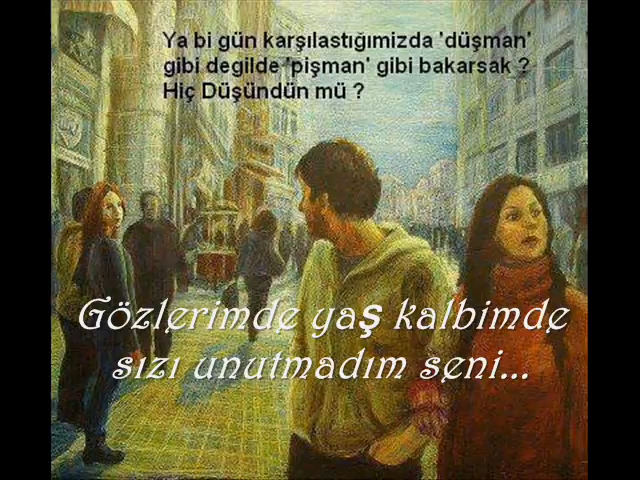 Ya bi gün karşılastığımızda 'düşman'
gibi degilde 'pişman' gibi bakarsak ?
Hiç Düşündün mü ?
Gözlerimde yaş kalbimde
sızı unutmadım seni...